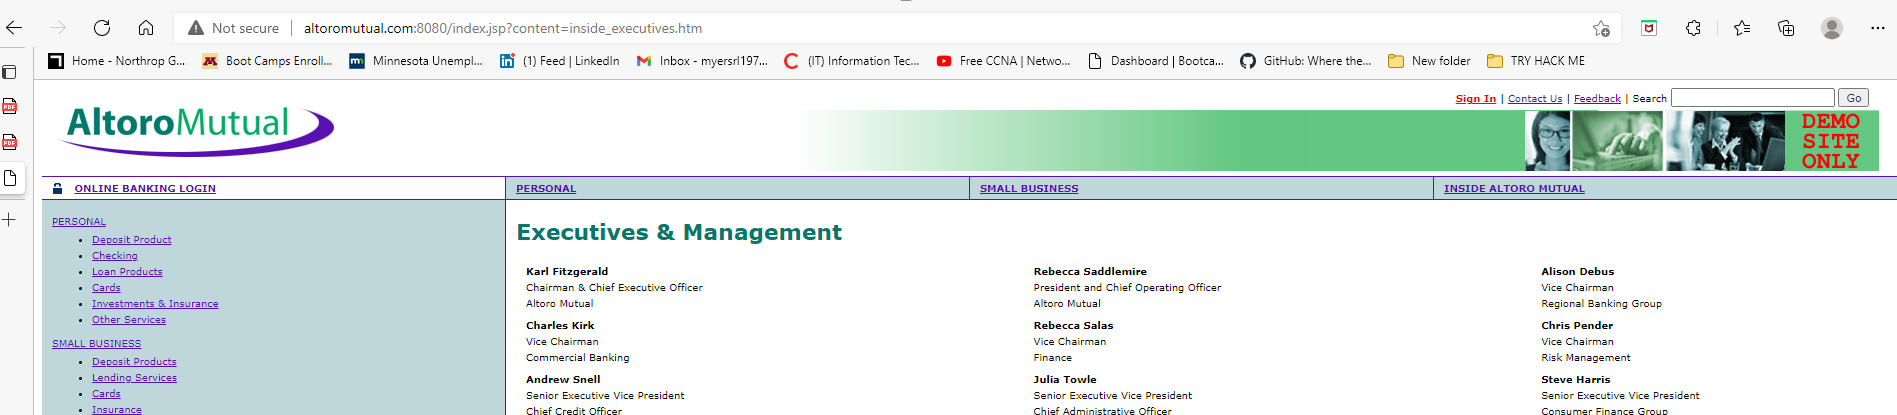 Not secure | altoromutual.com:8080/index.jsp?content=inside_executives.htm
Home - Northrop G... Boot Camps Enroll... Minnesota Unempl... (1) Feed | LinkedIn Inbox - myersrl197... (IT) Information Tec... Free CCNA | Netwo... Dashboard | Bootca... GitHub: Where the... New folder TRY HACK ME
Sign In | Contact Us | Feedback | Search Go
AltoroMutual
DEMO
SITE
ONLY
ONLINE BANKING LOGIN PERSONAL SMALL BUSINESS INSIDE ALTORO MUTUAL
PERSONAL
Deposit Product
Checking
Loan Products
Cards
Investments & Insurance
Other Services
SMALL BUSINESS
Deposit Products
Lending Services
Cards
Insurance
Executives & Management
Karl Fitzgerald Rebecca Saddlemire Alison Debus
Chairman & Chief Executive Officer President and Chief Operating Officer Vice Chairman
Altoro Mutual Altoro Mutual Regional Banking Group
Charles Kirk Rebecca Salas Chris Pender
Vice Chairman Vice Chairman Vice Chairman
Commercial Banking Finance Risk Management
Andrew Snell Julia Towle Steve Harris
Senior Executive Vice President Senior Executive Vice President Senior Executive Vice President
Chief Credit Officer Chief Administrative Officer Consumer Finance Group
PDF
PDF